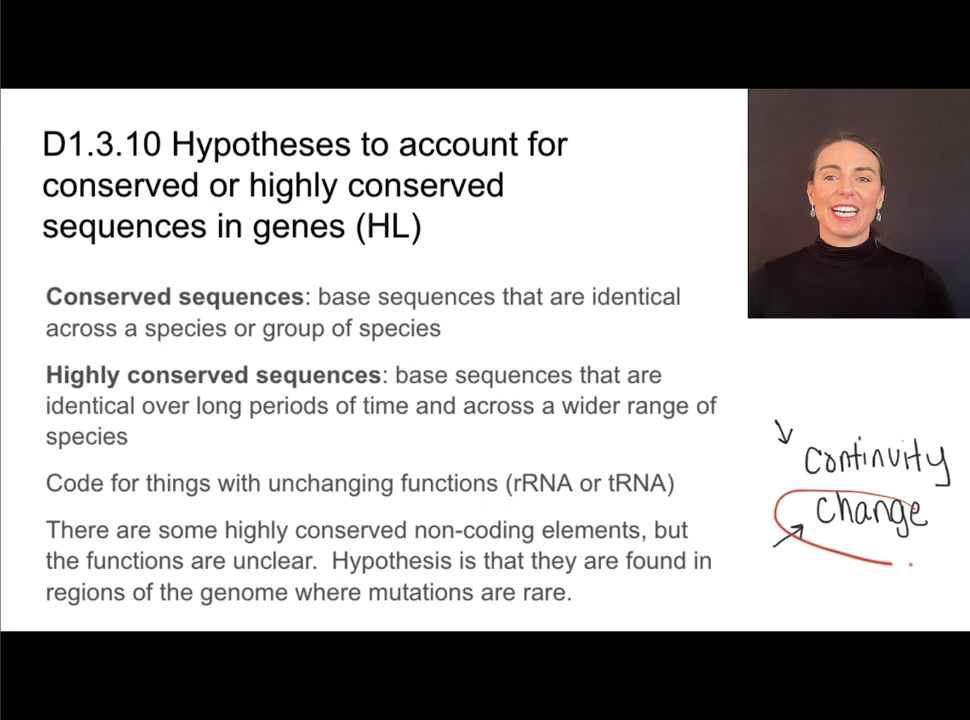 D1.3.10 Hypotheses to account for
conserved or highly conserved
sequences in genes (HL)
Conserved sequences: base sequences that are identical
across a species or group of species
Highly conserved sequences: base sequences that are
identical over long periods of time and across a wider range of
species
Code for things with unchanging functions (rRNA or tRNA)
There are some highly conserved non-coding elements, but
the functions are unclear.  Hypothesis is that they are found in
regions of the genome where mutations are rare.
continuity
change